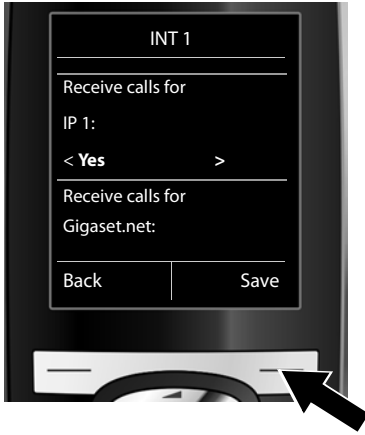 INT 1
Receive calls for
IP 1:
< Yes >
Receive calls for
Gigaset.net:
Back Save